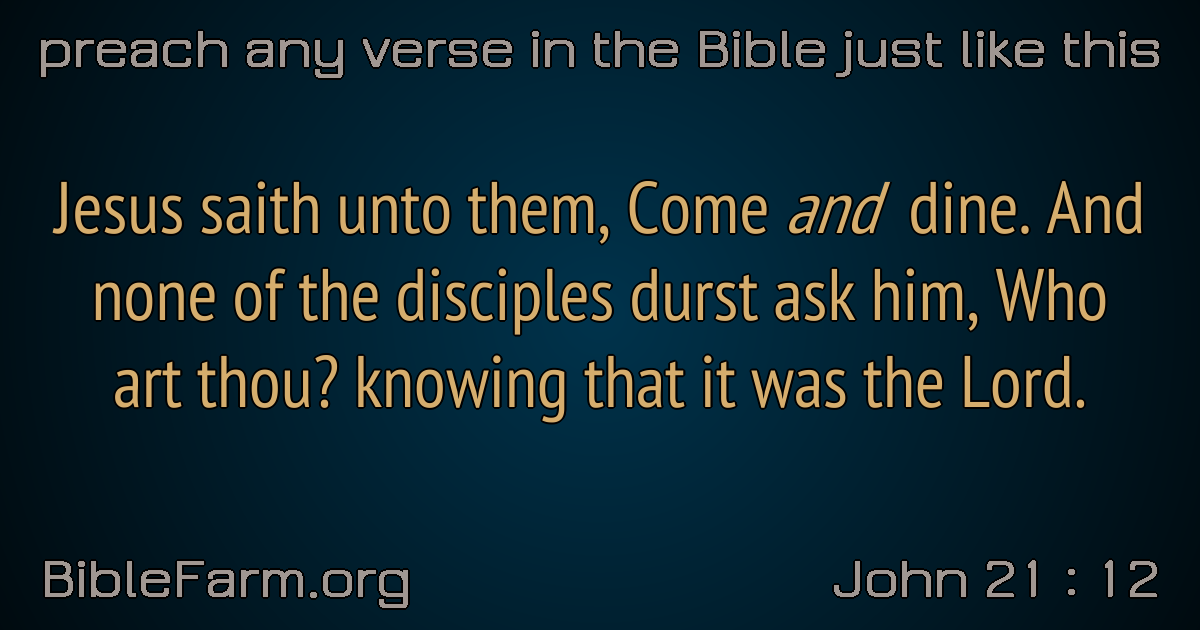 preach any verse in the Bible just like this
Jesus saith unto them, Come and dine. And
none of the disciples durst ask him, Who
art thou? knowing that it was the Lord.
BibleFarm.org
John 21 : 12